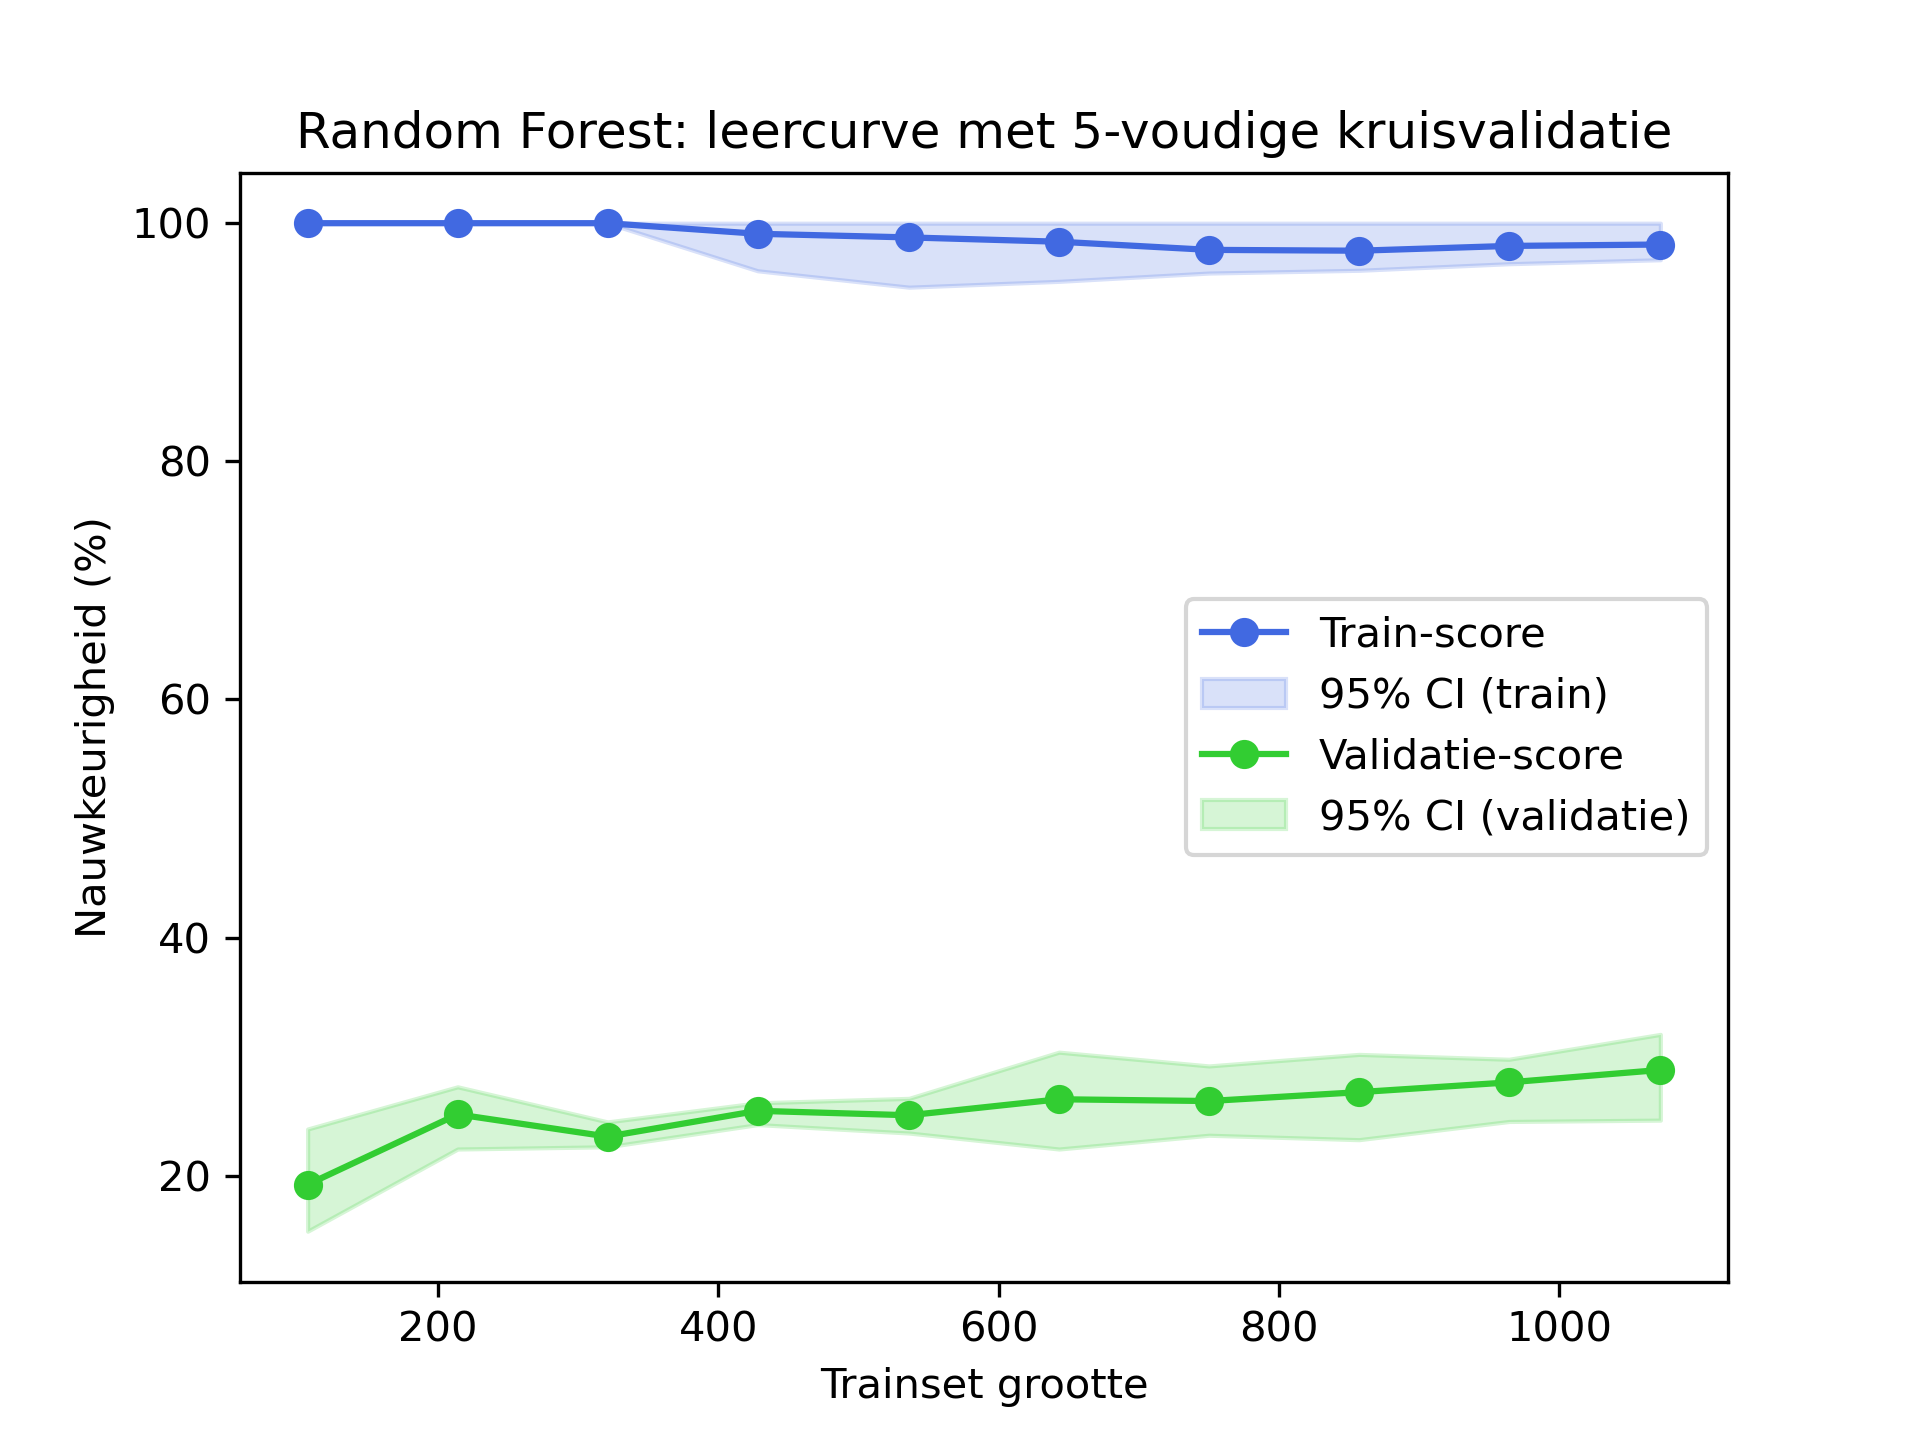 Random Forest: leercurve met 5-voudige kruisvalidatie
100
80
60
40
20
Nauwkeurigheid (%)
Train-score
95% CI (train)
Validatie-score
95% CI (validatie)
200 400 600 800 1000
Trainset grootte